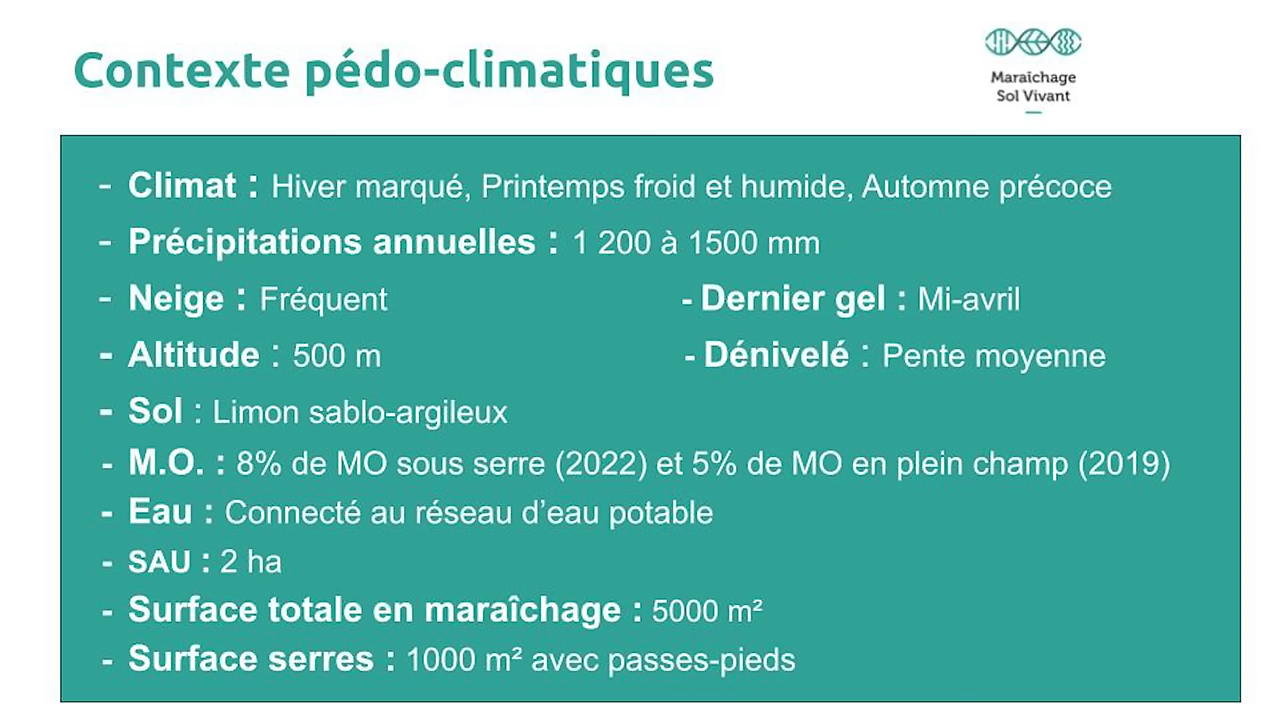 Contexte pédo-climatiques
Maraîchage
Sol Vivant
- Climat : Hiver marqué, Printemps froid et humide, Automne précoce
- Précipitations annuelles : 1 200 à 1500 mm
- Neige : Fréquent - Dernier gel : Mi-avril
- Altitude : 500 m - Dénivelé : Pente moyenne
- Sol : Limon sablo-argileux
- M.O. : 8% de MO sous serre (2022) et 5% de MO en plein champ (2019)
- Eau : Connecté au réseau d’eau potable
- SAU : 2 ha
- Surface totale en maraîchage : 5000 m²
- Surface serres : 1000 m² avec passes-pieds